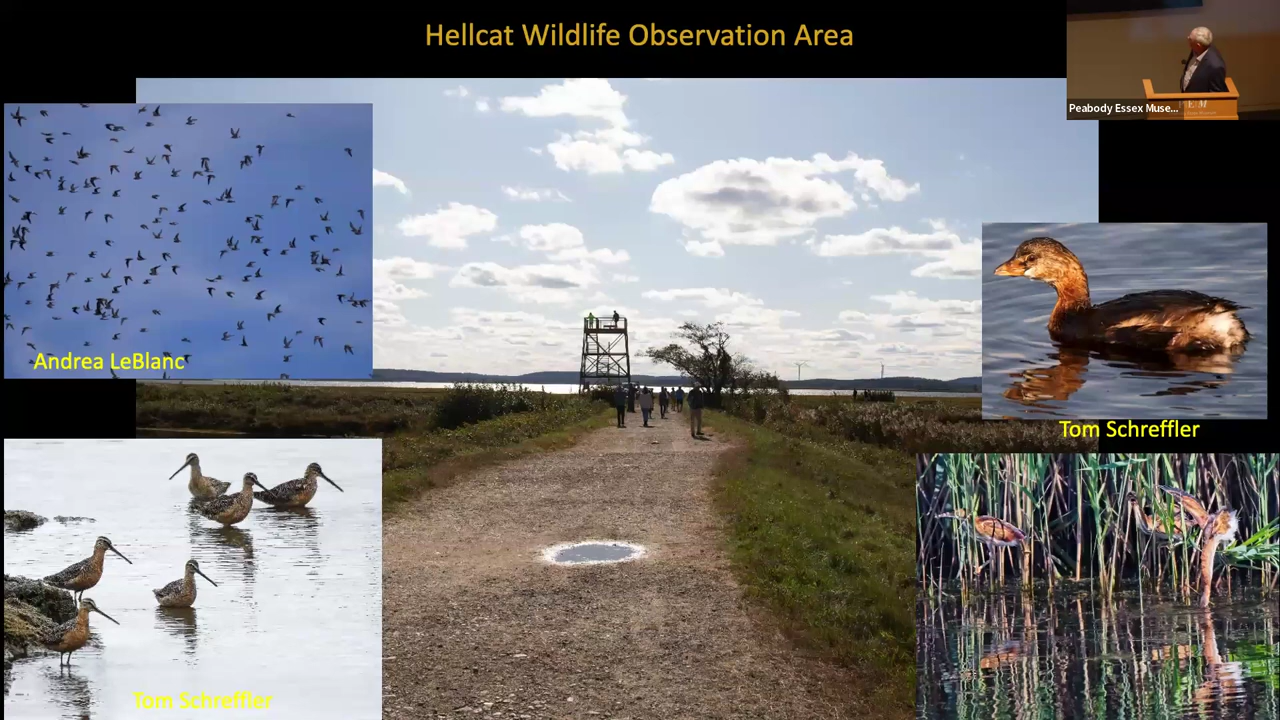 Hellcat Wildlife Observation Area
Peabody Essex Muse...
Andrea LeBlanc
Tom Schreffler
Tom Schreffler